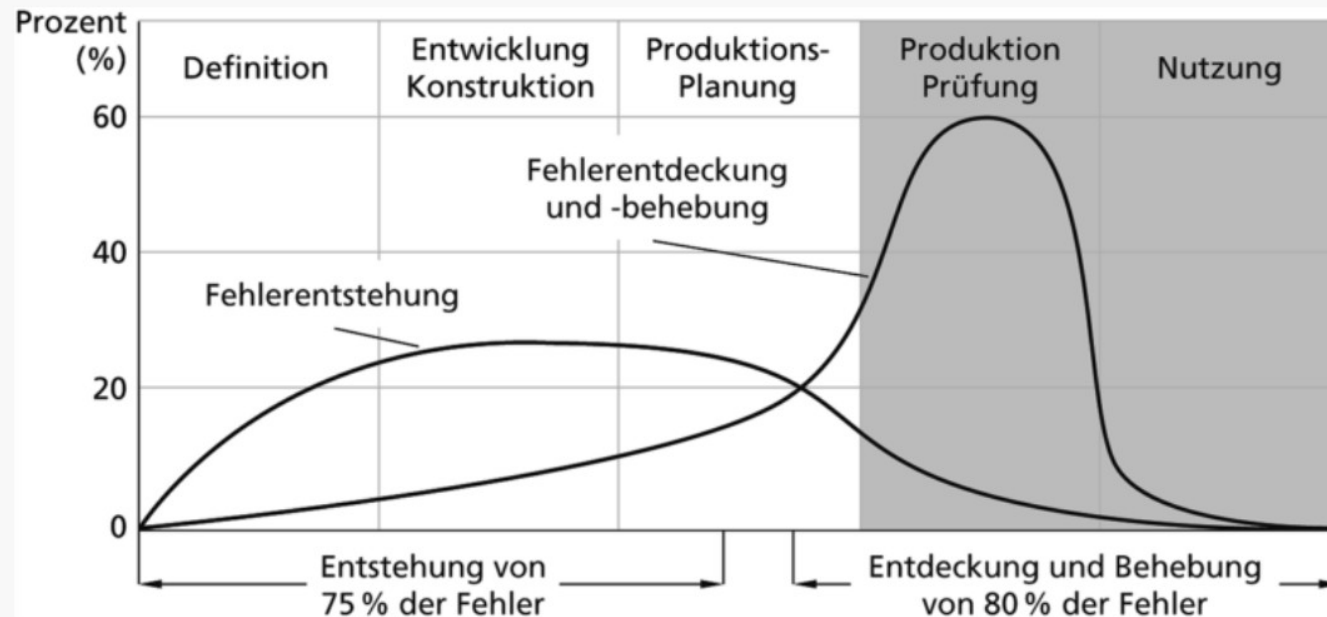 Prozent
(%)
Definition
Entwicklung
Konstruktion
Produktions-
Planung
Produktion
Prüfung
Nutzung
60
40
20
0
Fehlerentdeckung
und -behebung
Fehlerentstehung
Entstehung von
75 % der Fehler
Entdeckung und Behebung
von 80 % der Fehler